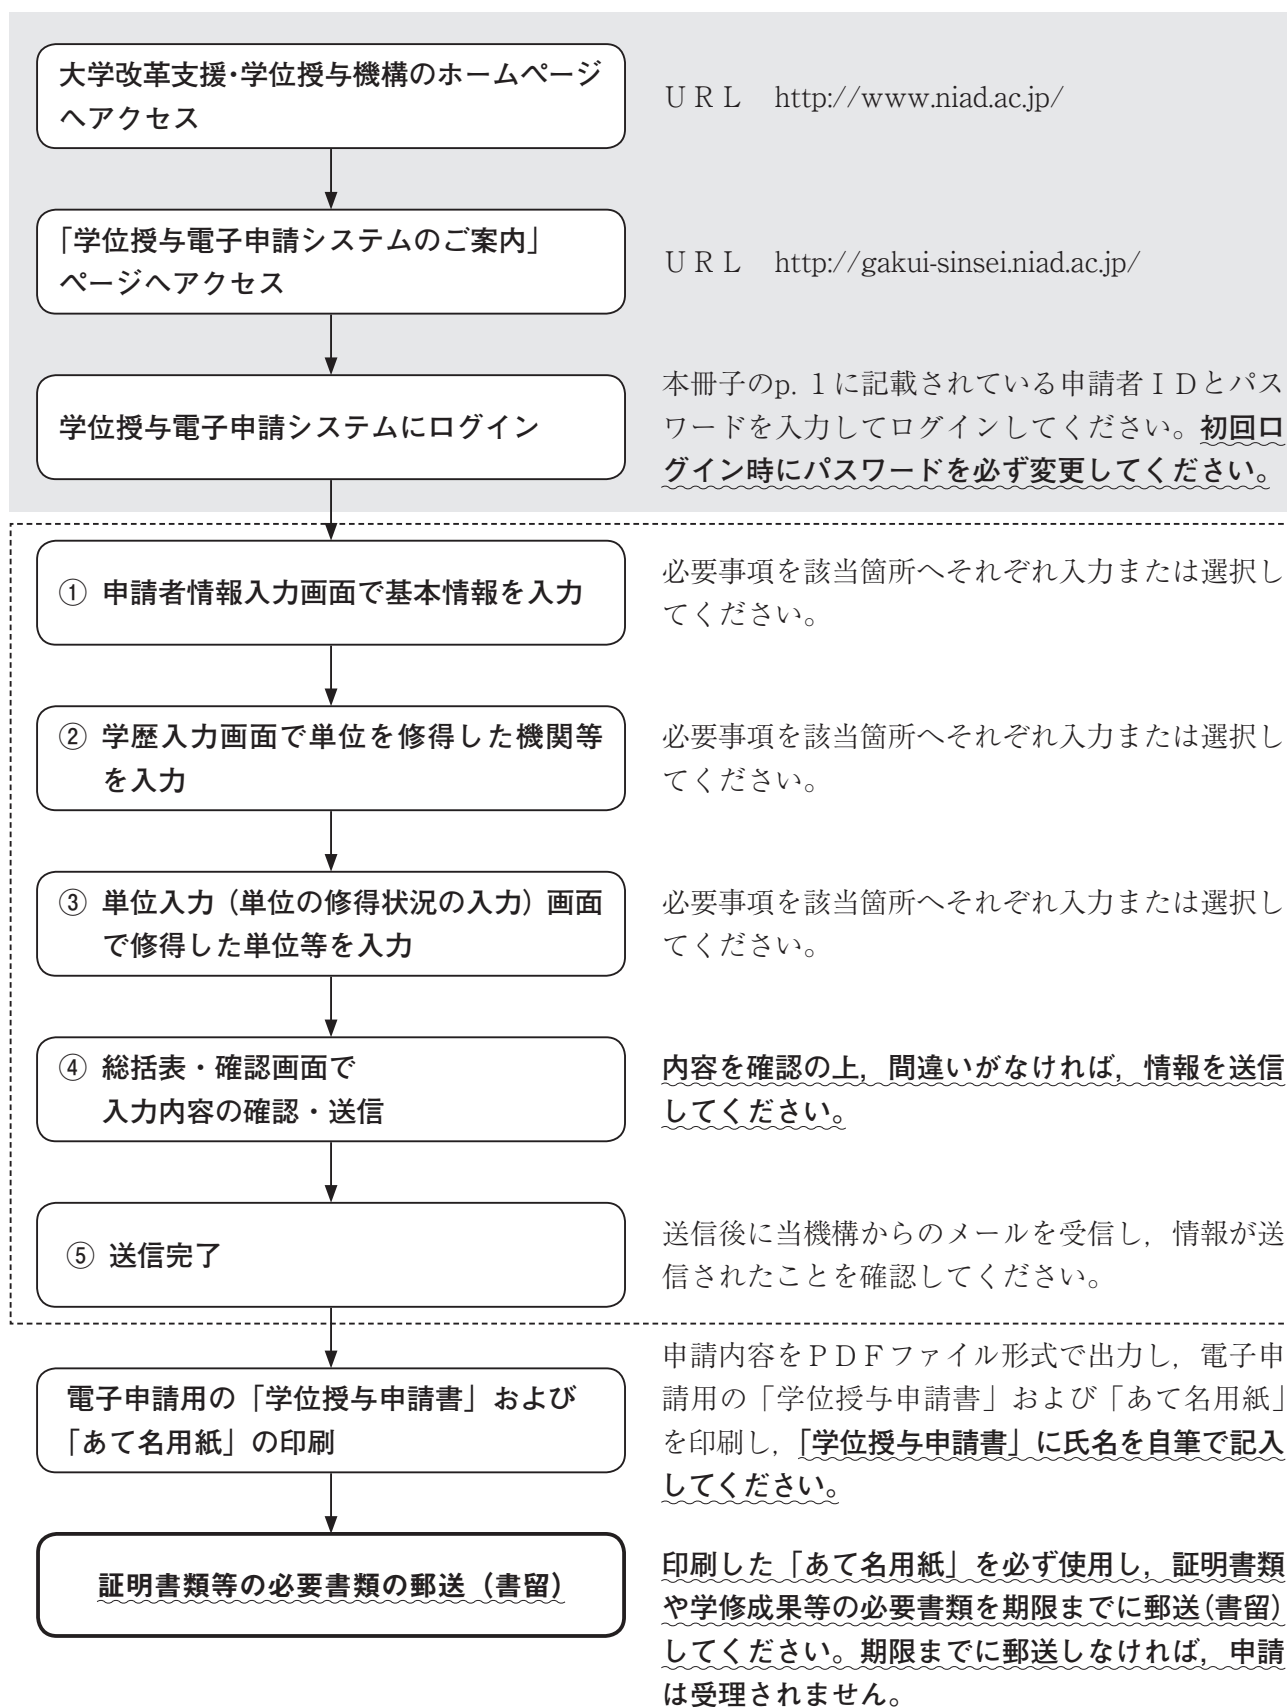 大学改革支援・学位授与機構のホームページ
へアクセス
ＵＲＬ　http://www.niad.ac.jp/
「学位授与電子申請システムのご案内」
ページへアクセス
ＵＲＬ　http://gakui-sinsei.niad.ac.jp/
学位授与電子申請システムにログイン
本冊子のp. 1に記載されている申請者ＩＤとパス
ワードを入力してログインしてください。初回ロ
グイン時にパスワードを必ず変更してください。
① 申請者情報入力画面で基本情報を入力
必要事項を該当箇所へそれぞれ入力または選択し
てください。
② 学歴入力画面で単位を修得した機関等
を入力
必要事項を該当箇所へそれぞれ入力または選択し
てください。
③ 単位入力（単位の修得状況の入力）画面
で修得した単位等を入力
必要事項を該当箇所へそれぞれ入力または選択し
てください。
④ 総括表・確認画面で
入力内容の確認・送信
内容を確認の上，間違いがなければ，情報を送信
してください。
⑤ 送信完了
送信後に当機構からのメールを受信し，情報が送
信されたことを確認してください。
電子申請用の「学位授与申請書」および
「あて名用紙」の印刷
申請内容をＰＤＦファイル形式で出力し，電子申
請用の「学位授与申請書」および「あて名用紙」
を印刷し，「学位授与申請書」に氏名を自筆で記入
してください。
証明書類等の必要書類の郵送（書留）
印刷した「あて名用紙」を必ず使用し，証明書類
や学修成果等の必要書類を期限までに郵送（書留）
してください。期限までに郵送しなければ，申請
は受理されません。